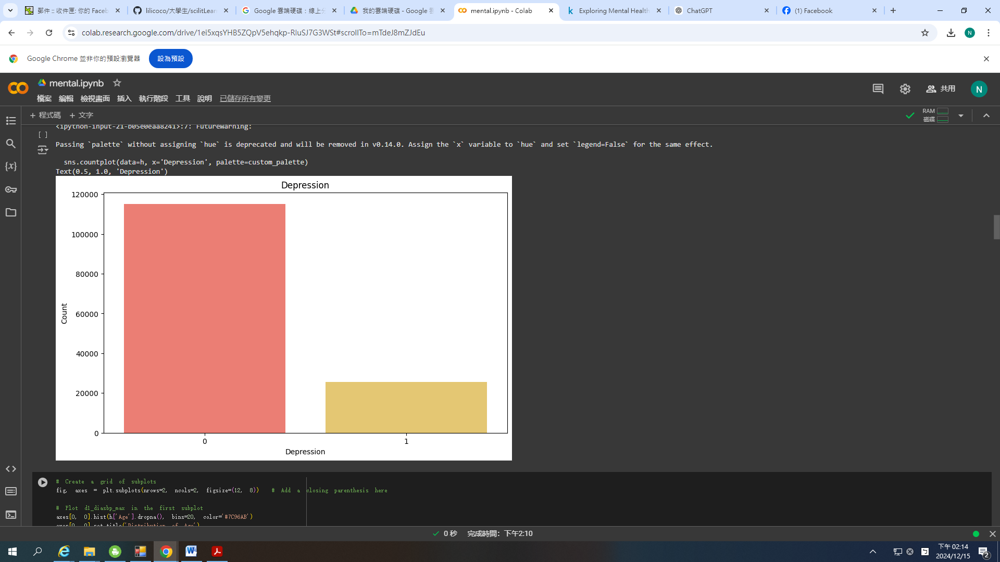 郵件 :: 收件匣: 你的 Faceb
lilicoco/大學生/scilitLearn
Google 雲端硬碟：線上分
我的雲端硬碟 - Google 雲
mental.ipynb - Colab
Exploring Mental Health
ChatGPT
(1) Facebook
colab.research.google.com/drive/1ei5xqsYHB5ZQpV5ehqkp-RluSJ7G3WSt#scrollTo=mTdeJ8mZJdEu
N
Google Chrome 並非你的預設瀏覽器
設為預設
mental.ipynb
檔案 編輯 檢視畫面 插入 執行階段 工具 說明 已儲存所有變更
共用
N
+ 程式碼 + 文字
RAM
磁碟
<ipython-input-21-b05e0eaa8241>:7: FutureWarning:
[ ]
Passing `palette` without assigning `hue` is deprecated and will be removed in v0.14.0. Assign the `x` variable to `hue` and set `legend=False` for the same effect.
sns.countplot(data=h, x='Depression', palette=custom_palette)
Text(0.5, 1.0, 'Depression')
Depression
120000
100000
80000
60000
40000
20000
0
Count
0 1
Depression
# Create a grid of subplots
fig, axes = plt.subplots(nrows=2, ncols=2, figsize=(12, 8)) # Add a closing parenthesis here
# Plot d1_diasbp_max in the first subplot
axes[0, 0].hist(h['Age'].dropna(), bins=20, color='#7C96AB')
axes[0, 0].set_title('Distribution of Age')
0 秒 完成時間：下午2:10
下午 02:14
2024/12/15
2